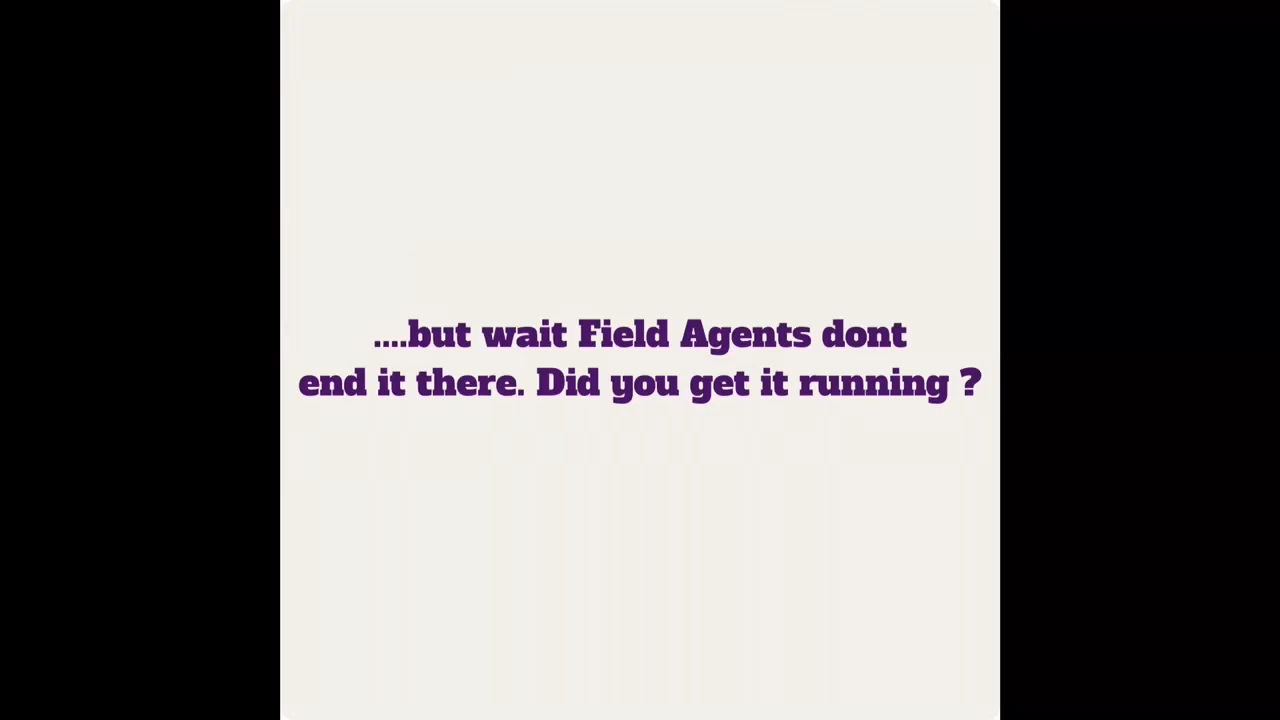 ....but wait Field Agents dont
end it there. Did you get it running ?